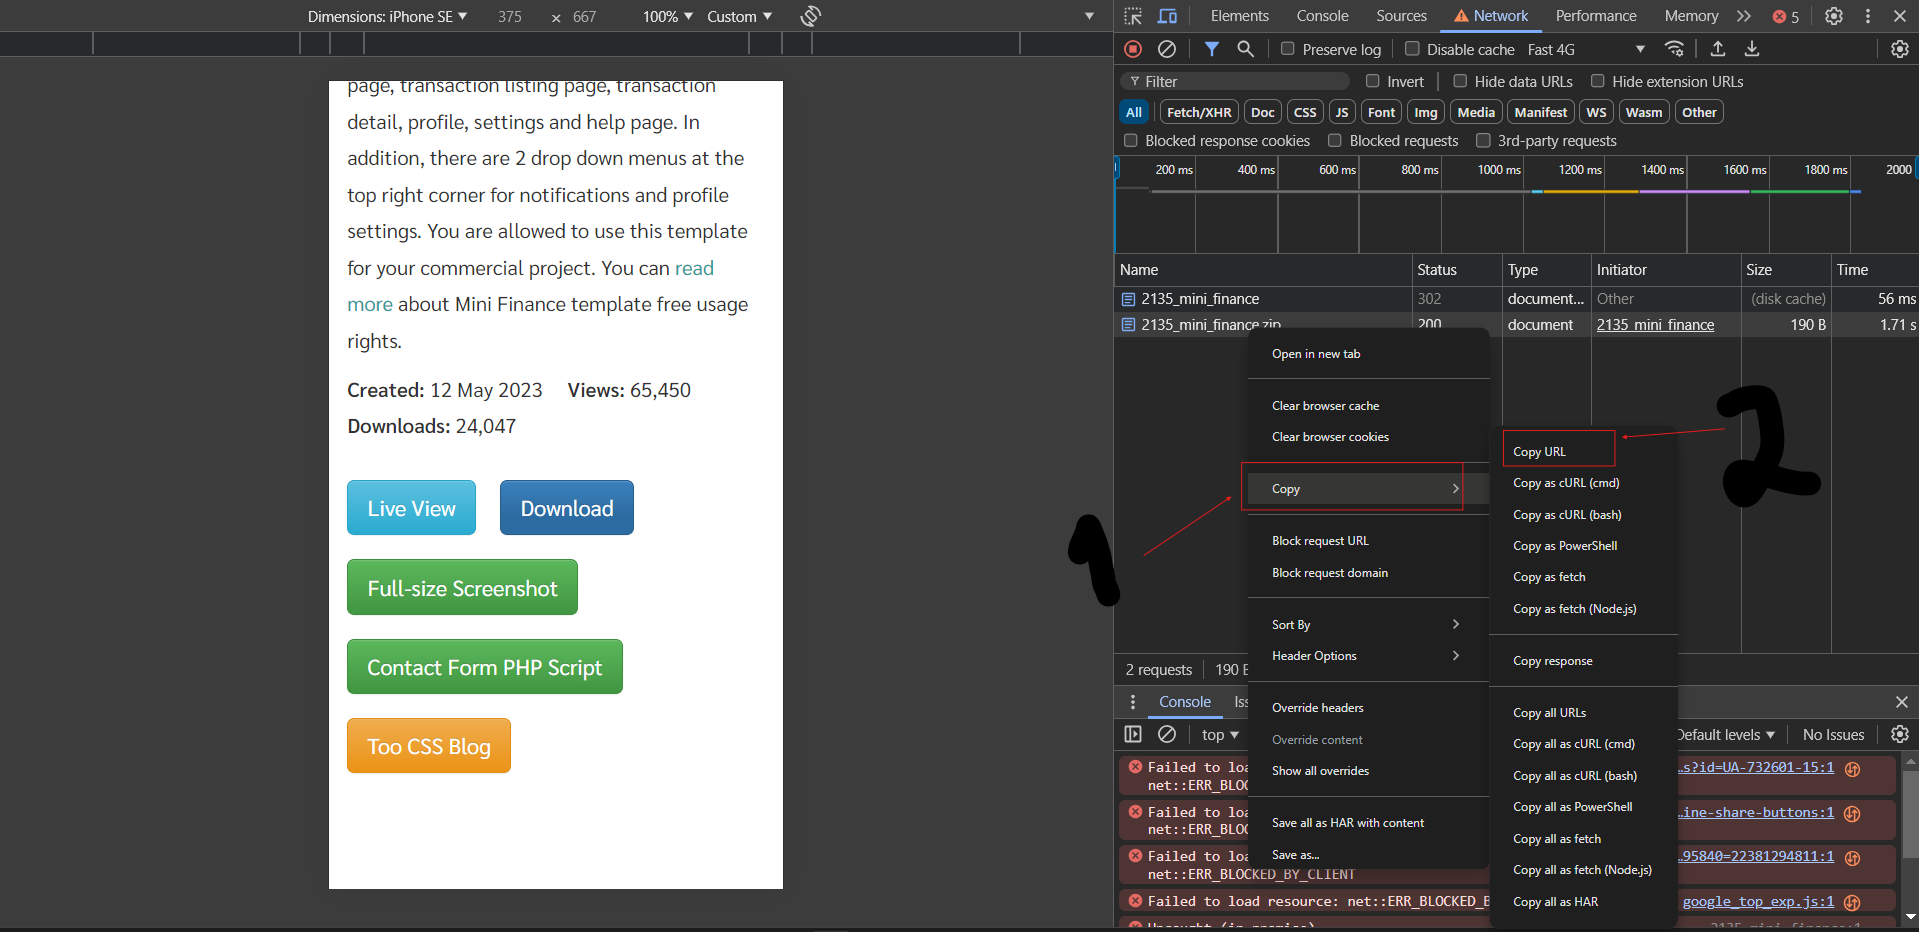 Dimensions: iPhone SE 375 × 667 100% Custom
Elements Console Sources Network Performance Memory 5
Preserve log Disable cache Fast 4G
Filter Invert Hide data URLs Hide extension URLs
All Fetch/XHR Doc CSS JS Font Img Media Manifest WS Wasm Other
Blocked response cookies Blocked requests 3rd-party requests
200 ms 400 ms 600 ms 800 ms 1000 ms 1200 ms 1400 ms 1600 ms 1800 ms 2000
Name Status Type Initiator Size Time
2135_mini_finance 302 document... Other (disk cache) 56 ms
2135_mini_finance.zip 200 document 2135_mini_finance 190 B 1.71 s
page, transaction listing page, transaction
detail, profile, settings and help page. In
addition, there are 2 drop down menus at the
top right corner for notifications and profile
settings. You are allowed to use this template
for your commercial project. You can read
more about Mini Finance template free usage
rights.
Created: 12 May 2023 Views: 65,450
Downloads: 24,047
Live View Download
Full-size Screenshot
Contact Form PHP Script
Too CSS Blog
Open in new tab
Clear browser cache
Clear browser cookies
Copy
Block request URL
Block request domain
Sort By
Header Options
Override headers
Override content
Show all overrides
Save all as HAR with content
Save as...
1
2
Copy URL
Copy as cURL (cmd)
Copy as cURL (bash)
Copy as PowerShell
Copy as fetch
Copy as fetch (Node.js)
Copy response
Copy all URLs
Copy all as cURL (cmd)
Copy all as cURL (bash)
Copy all as PowerShell
Copy all as fetch
Copy all as fetch (Node.js)
Copy all as HAR
2 requests 190
Console Iss
top Default levels No Issues
Failed to loa …s?id=UA-732601-15:1
net::ERR_BLOC
Failed to loa …ine-share-buttons:1
net::ERR_BLOC
Failed to loa …95840=22381294811:1
net::ERR_BLOCKED_BY_CLIENT
Failed to load resource: net::ERR_BLOCKED_B google_top_exp.js:1
Uncaught (in promise) 2135_mini_finance:1